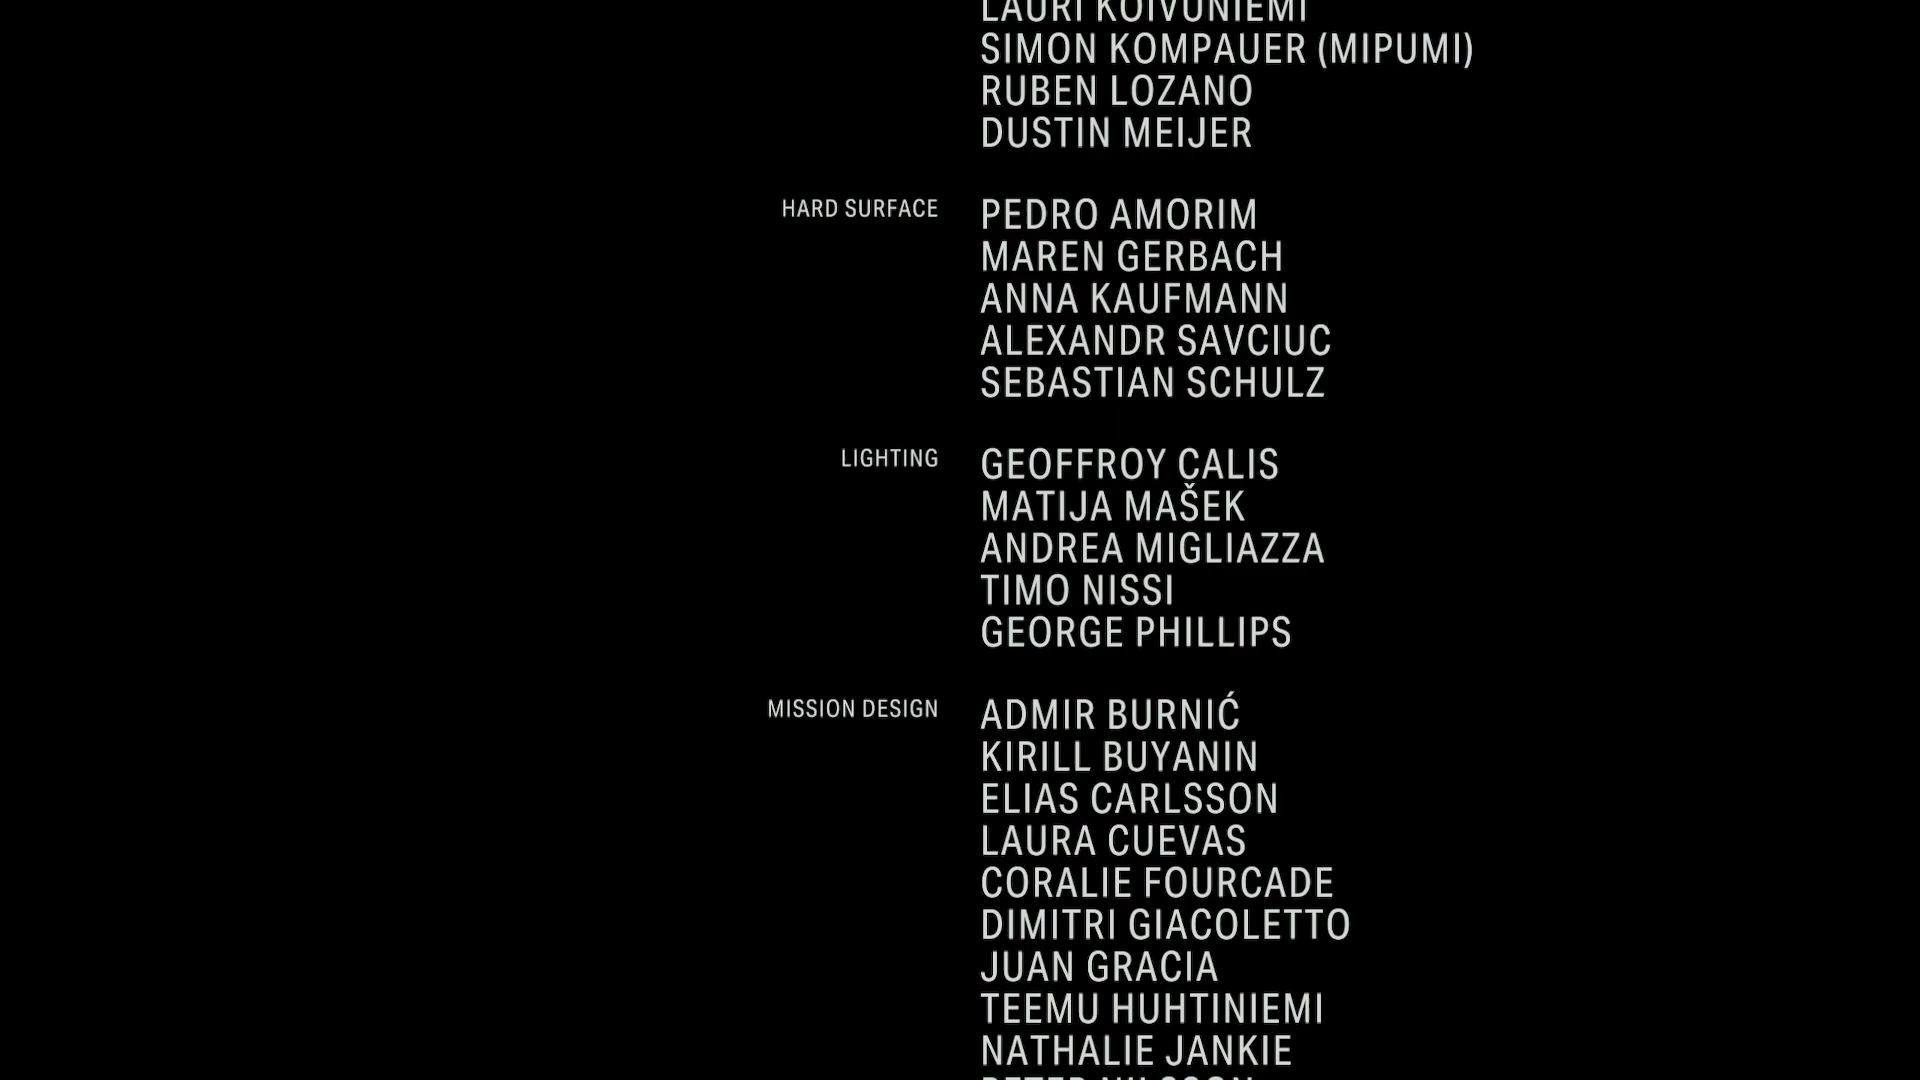 LAURI KOIVUNIEMI
SIMON KOMPAUER (MIPUMI)
RUBEN LOZANO
DUSTIN MEIJER
HARD SURFACE PEDRO AMORIM
MAREN GERBACH
ANNA KAUFMANN
ALEXANDR SAVCIUC
SEBASTIAN SCHULZ
LIGHTING GEOFFROY CALIS
MATIJA MAŠEK
ANDREA MIGLIAZZA
TIMO NISSI
GEORGE PHILLIPS
MISSION DESIGN ADMIR BURNIĆ
KIRILL BUYANIN
ELIAS CARLSSON
LAURA CUEVAS
CORALIE FOURCADE
DIMITRI GIACOLETTO
JUAN GRACIA
TEEMU HUHTINIEMI
NATHALIE JANKIE